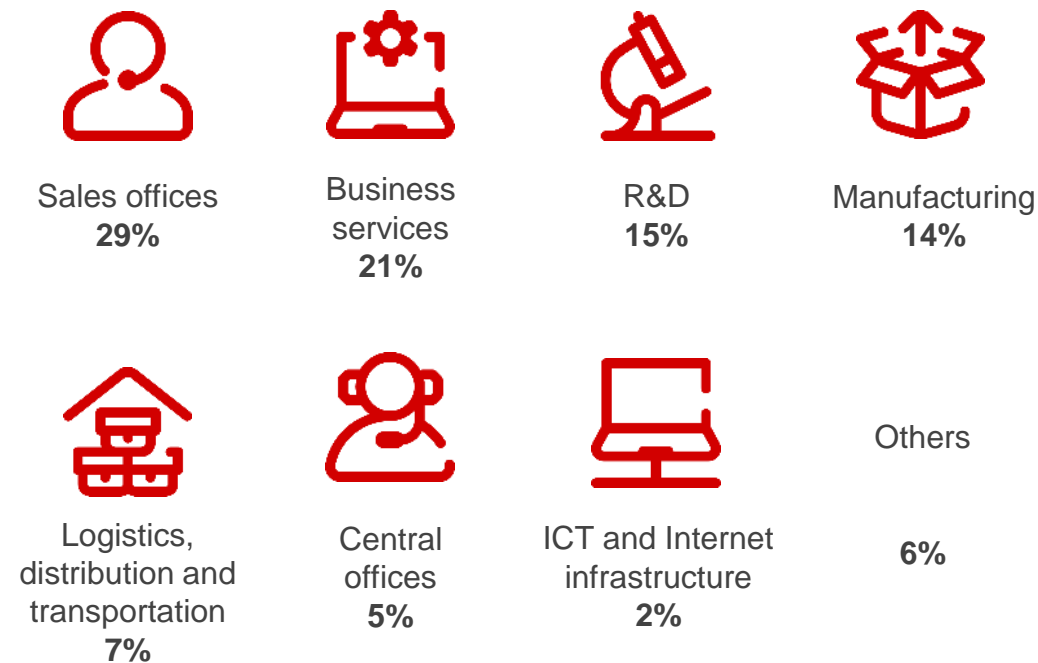 Sales offices
29%
Business
services
21%
R&D
15%
Manufacturing
14%
Logistics,
distribution and
transportation
7%
Central
offices
5%
ICT and Internet
infrastructure
2%
Others
6%